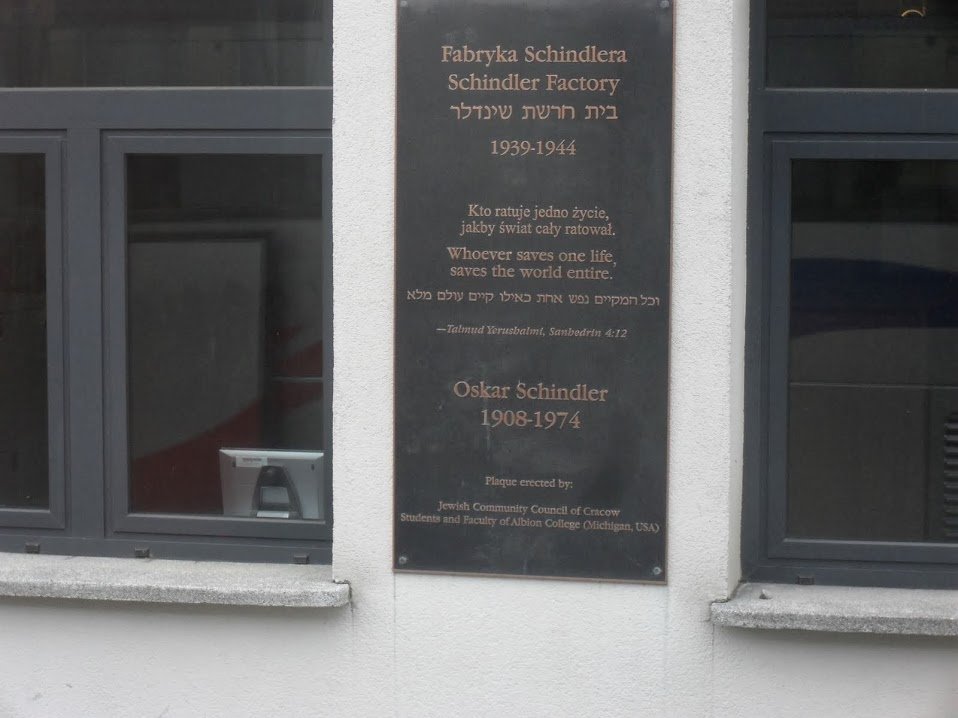 Fabryka Schindlera
Schindler Factory
בית חרשת שינדלר
1939-1944
Kto ratuje jedno życie,
jakby świat cały ratował.
Whoever saves one life,
saves the world entire.
וכל המקיים נפש אחת כאילו קיים עולם מלא
—Talmud Yerushalmi, Sanhedrin 4:12
Oskar Schindler
1908-1974
Plaque erected by:
Jewish Community Council of Cracow
Students and Faculty of Albion College (Michigan, USA)